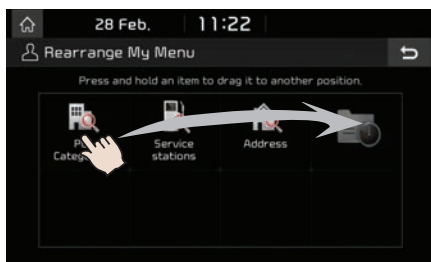 28 Feb. 11:22
Rearrange My Menu
Press and hold an item to drag it to another position.
Service
stations
Address